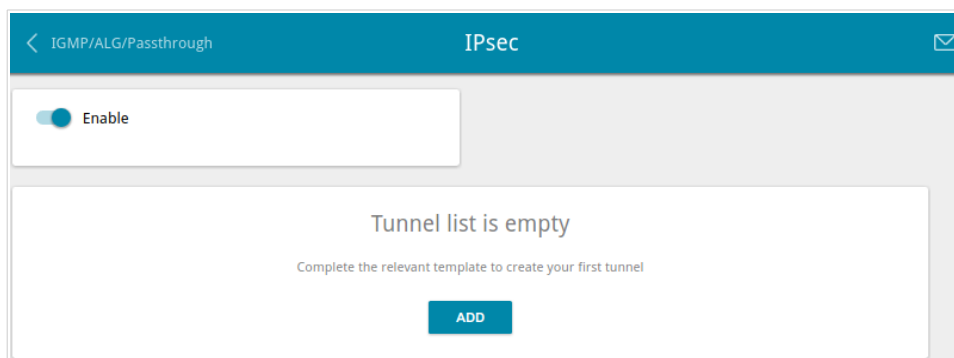 IGMP/ALG/Passthrough
IPsec
Enable
Tunnel list is empty
Complete the relevant template to create your first tunnel
ADD